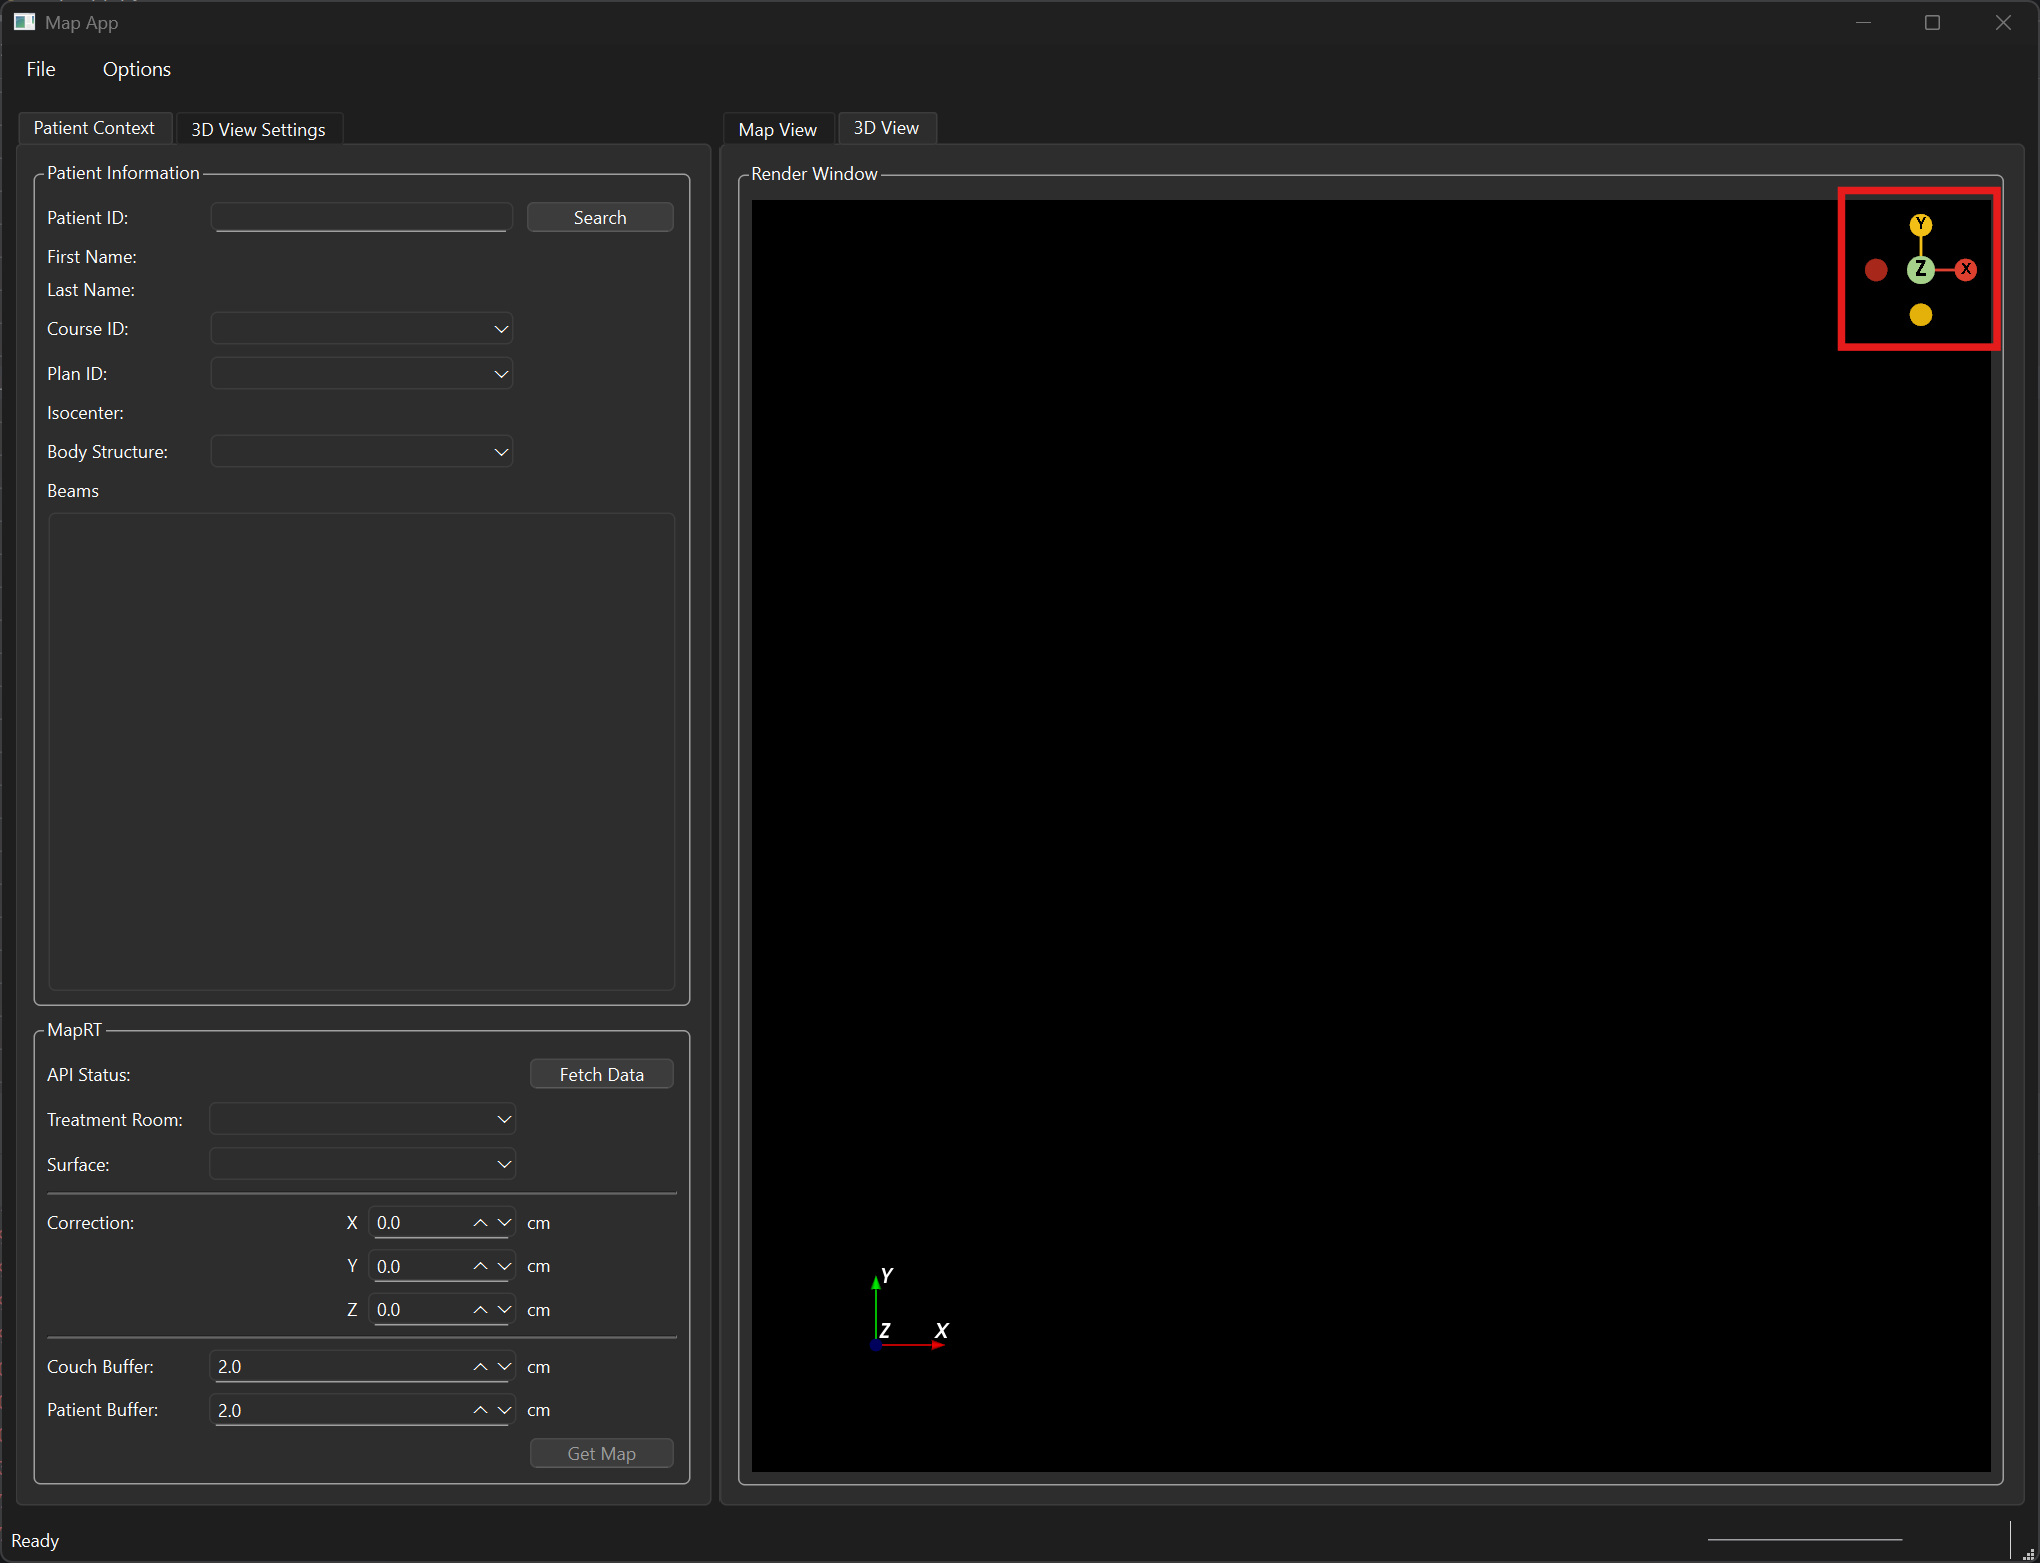 Map App
File Options
Patient Context 3D View Settings
Patient Information
Patient ID: Search
First Name:
Last Name:
Course ID:
Plan ID:
Isocenter:
Body Structure:
Beams
MapRT
API Status: Fetch Data
Treatment Room:
Surface:
Correction: X 0.0 cm
Y 0.0 cm
Z 0.0 cm
Couch Buffer: 2.0 cm
Patient Buffer: 2.0 cm
Get Map
Map View 3D View
Render Window
Y
Z X
Y
Z X
Ready